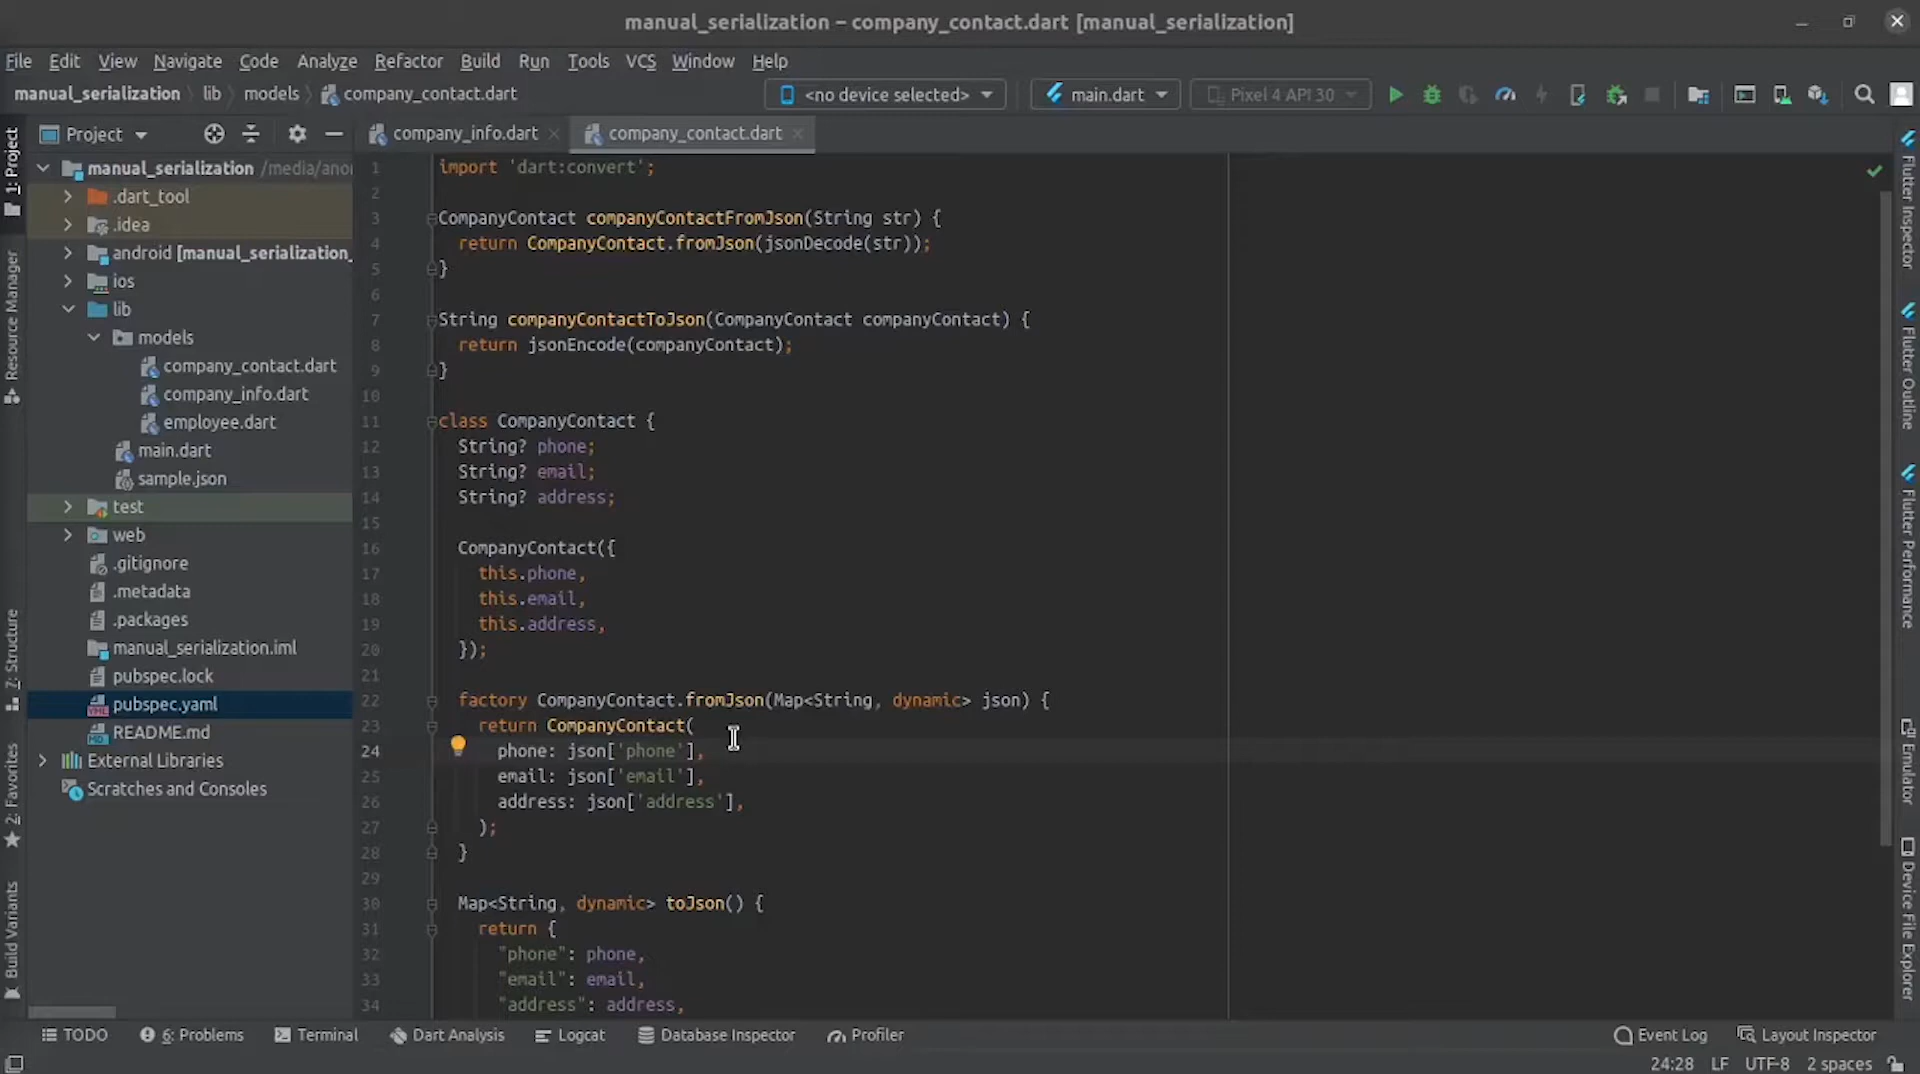 manual_serialization – company_contact.dart [manual_serialization]
File Edit View Navigate Code Analyze Refactor Build Run Tools VCS Window Help
manual_serialization lib models company_contact.dart <no device selected> main.dart Pixel 4 API 30
Project company_info.dart company_contact.dart
manual_serialization /media/ano
.dart_tool
.idea
android [manual_serialization_
ios
lib
models
company_contact.dart
company_info.dart
employee.dart
main.dart
sample.json
test
web
.gitignore
.metadata
.packages
manual_serialization.iml
pubspec.lock
pubspec.yaml
README.md
External Libraries
Scratches and Consoles
1: Project
Resource Manager
7: Structure
2: Favorites
Build Variants
1 import 'dart:convert';
2
3 CompanyContact companyContactFromJson(String str) {
4 return CompanyContact.fromJson(jsonDecode(str));
5 }
6
7 String companyContactToJson(CompanyContact companyContact) {
8 return jsonEncode(companyContact);
9 }
10
11 class CompanyContact {
12 String? phone;
13 String? email;
14 String? address;
15
16 CompanyContact({
17 this.phone,
18 this.email,
19 this.address,
20 });
21
22 factory CompanyContact.fromJson(Map<String, dynamic> json) {
23 return CompanyContact(
24 phone: json['phone'],
25 email: json['email'],
26 address: json['address'],
27 );
28 }
29
30 Map<String, dynamic> toJson() {
31 return {
32 "phone": phone,
33 "email": email,
34 "address": address,
Flutter Inspector
Flutter Outline
Flutter Performance
Emulator
Device File Explorer
TODO 6: Problems Terminal Dart Analysis Logcat Database Inspector Profiler Event Log Layout Inspector
24:28 LF UTF-8 2 spaces